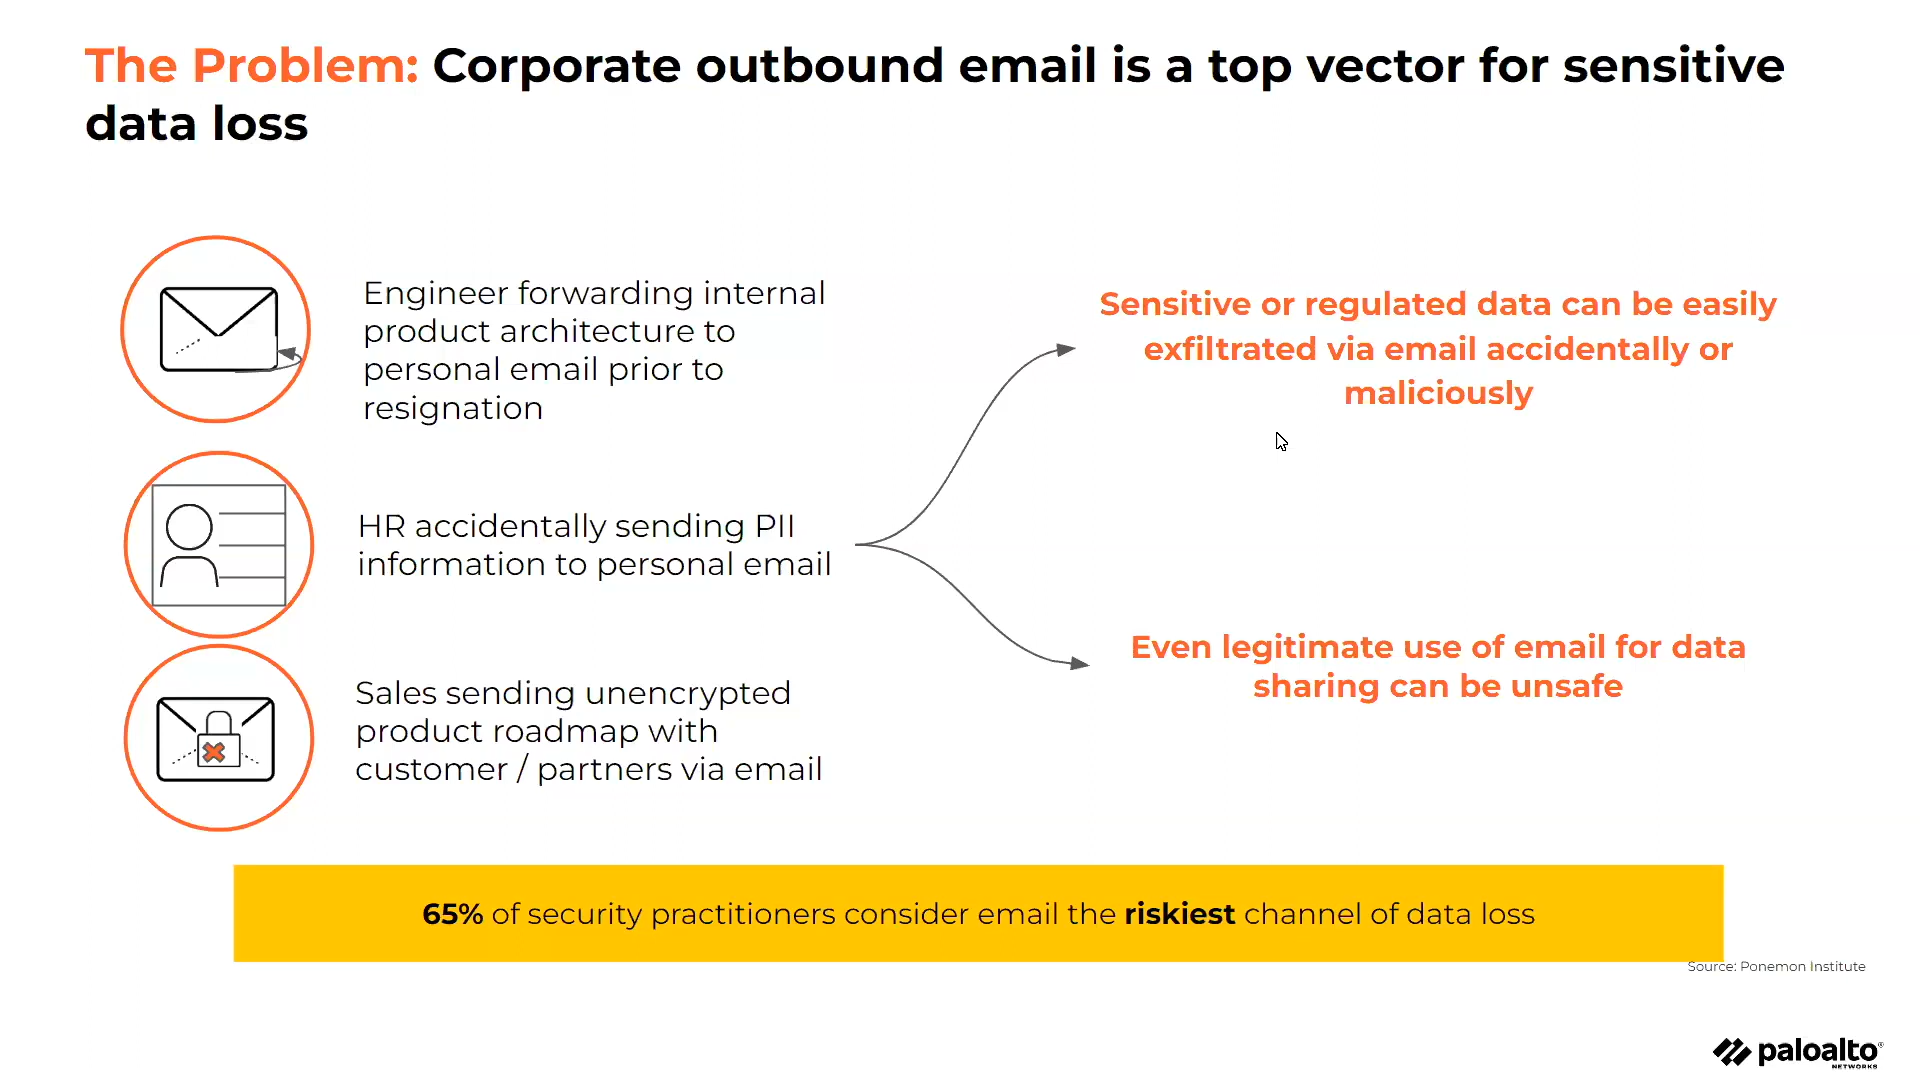 The Problem: Corporate outbound email is a top vector for sensitive
data loss
Engineer forwarding internal
product architecture to
personal email prior to
resignation
HR accidentally sending PII
information to personal email
Sales sending unencrypted
product roadmap with
customer / partners via email
Sensitive or regulated data can be easily
exfiltrated via email accidentally or
maliciously
Even legitimate use of email for data
sharing can be unsafe
65% of security practitioners consider email the riskiest channel of data loss
Source: Ponemon Institute
paloalto®
NETWORKS